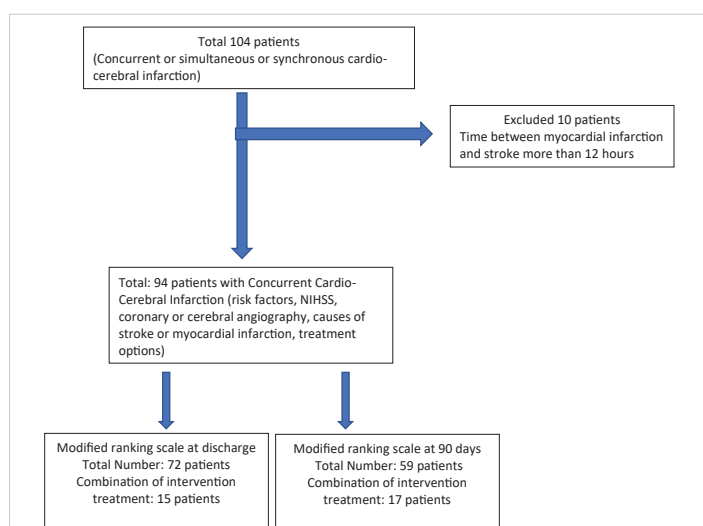 Total 104 patients
(Concurrent or simultaneous or synchronous cardio-
cerebral infarction)
Excluded 10 patients
Time between myocardial infarction
and stroke more than 12 hours
Total: 94 patients with Concurrent Cardio-
Cerebral Infarction (risk factors, NIHSS,
coronary or cerebral angiography, causes of
stroke or myocardial infarction, treatment
options)
Modified ranking scale at discharge
Total Number: 72 patients
Combination of intervention
treatment: 15 patients
Modified ranking scale at 90 days
Total Number: 59 patients
Combination of intervention
treatment: 17 patients